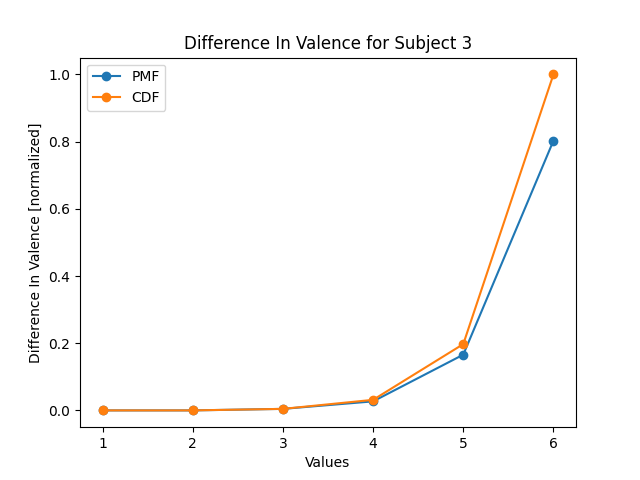 Difference In Valence for Subject 3
PMF
CDF
Difference In Valence [normalized]
1.0
0.8
0.6
0.4
0.2
0.0
1 2 3 4 5 6
Values